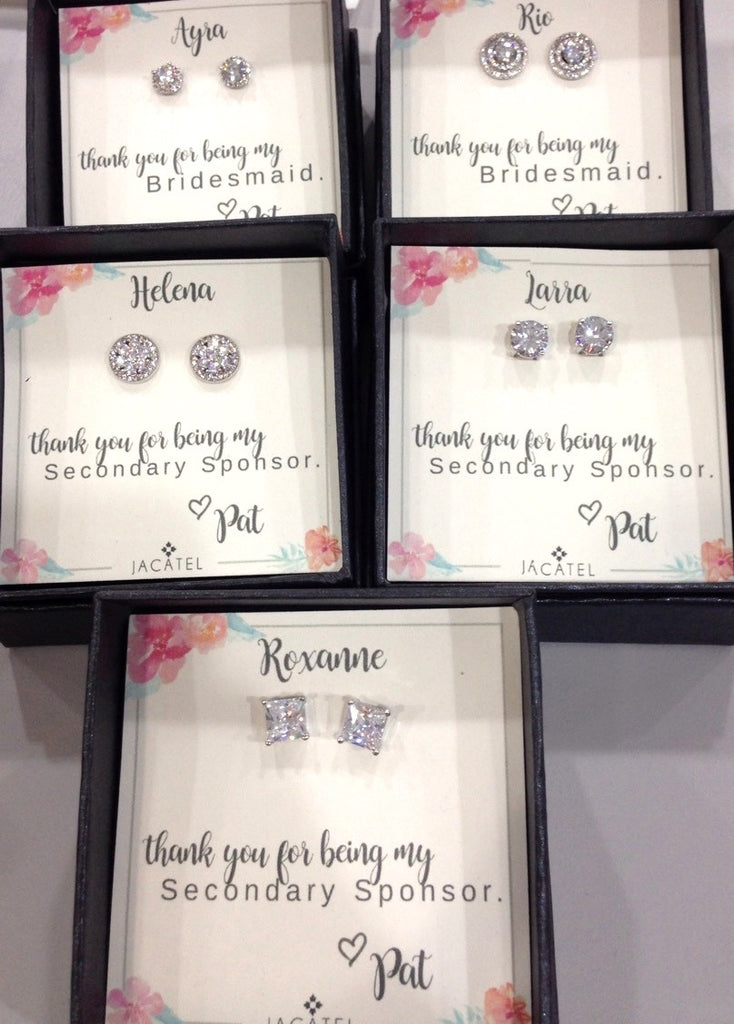 Ayra
thank you for being my
Bridesmaid.
♡ Pat
Rio
thank you for being my
Bridesmaid.
♡ Pat
Helena
thank you for being my
Secondary Sponsor.
♡ Pat
JACATEL
Larra
thank you for being my
Secondary Sponsor.
♡ Pat
JACATEL
Roxanne
thank you for being my
Secondary Sponsor.
♡ Pat
JACATEL